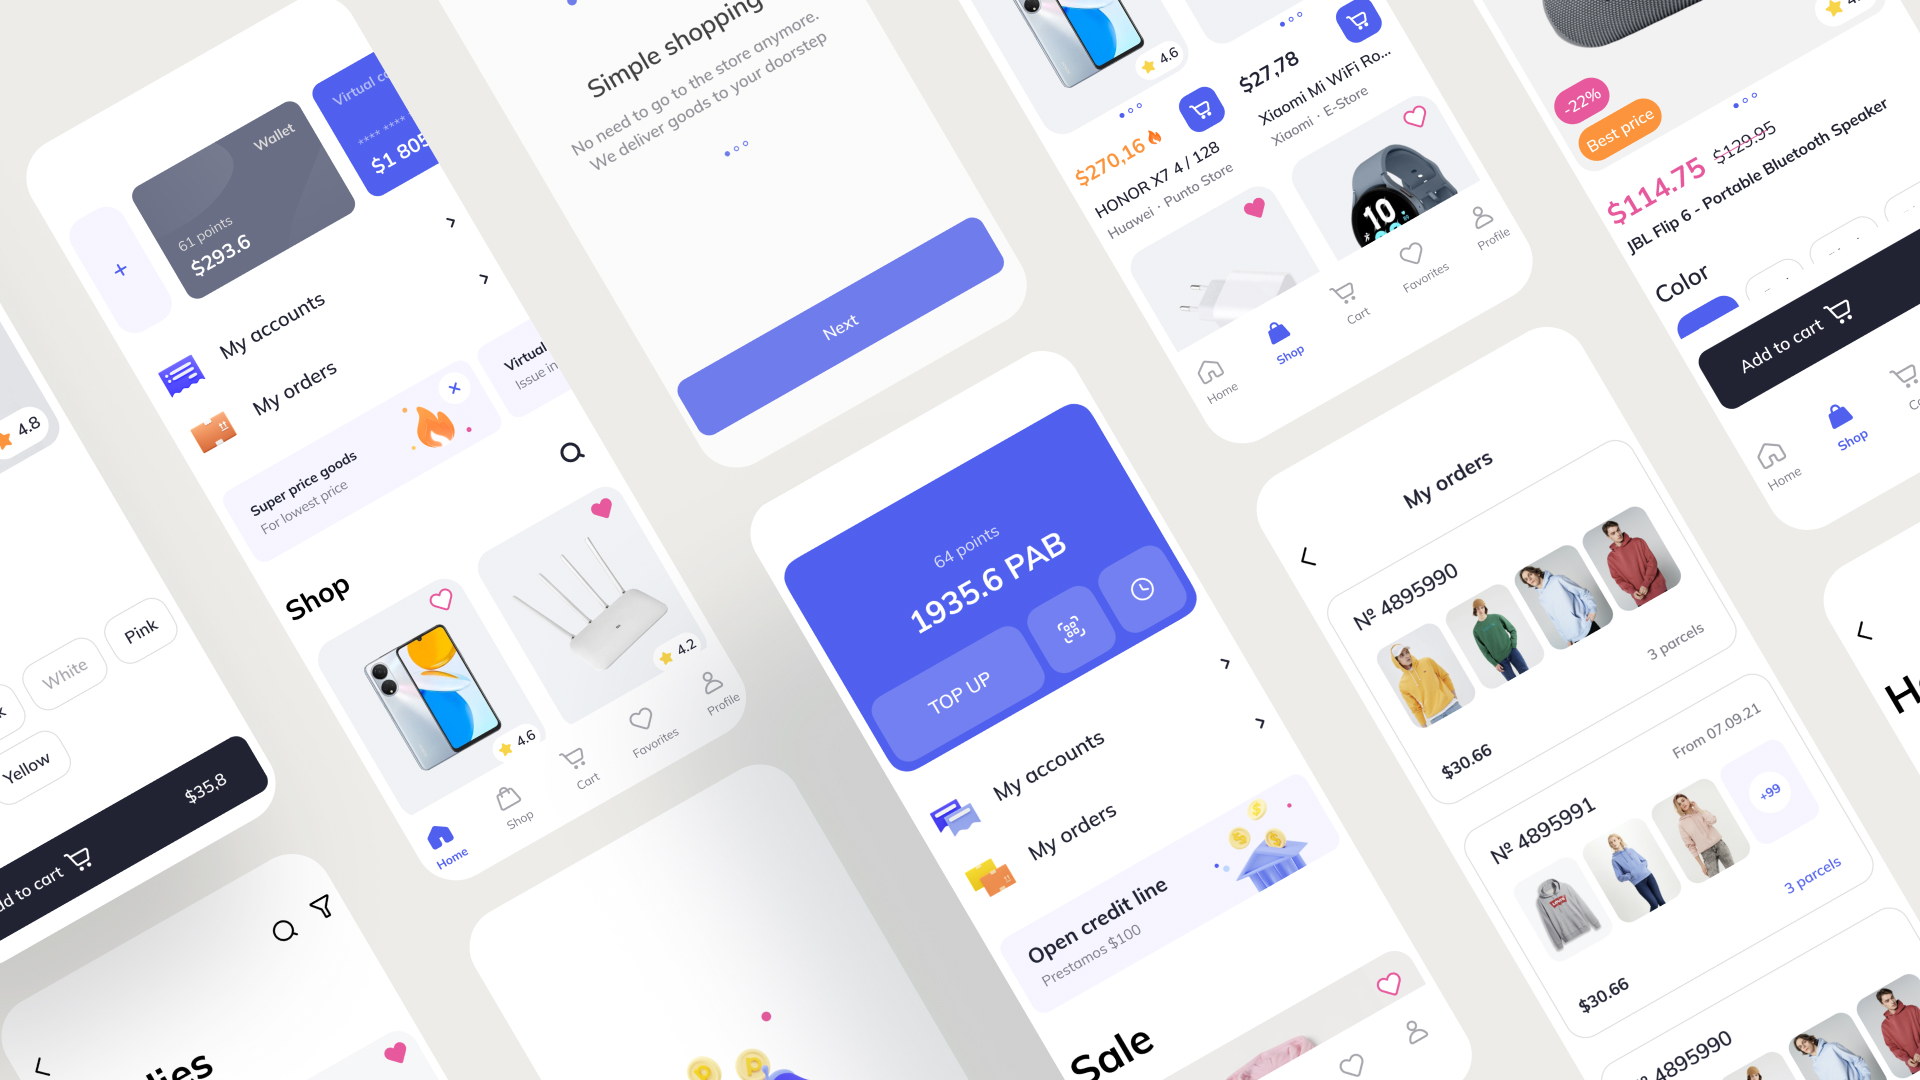 4.8
Pink
White
Yellow
$35,8
to cart
Wallet
61 points
$293.6
Virtual
**** ****
$1 805
+
My accounts
My orders
Super price goods
For lowest price
Virtual
Issue in
Shop
4.6
4.2
Home
Shop
Cart
Favorites
Profile
Simple shopping
No need to go to the store anymore.
We deliver goods to your doorstep
Next
64 points
1935.6 PAB
TOP UP
My accounts
My orders
Open credit line
Prestamos $100
Sale
4.6
$270,16
HONOR X7 4 / 128
Huawei · Punto Store
$27,78
Xiaomi Mi WiFi Ro...
Xiaomi · E-Store
10
Home
Shop
Cart
Favorites
Profile
My orders
№ 4895990
3 parcels
$30.66
From 07.09.21
№ 4895991
+99
3 parcels
$30.66
4895990
-22%
Best price
$114.75
$129.95
JBL Flip 6 - Portable Bluetooth Speaker
Color
Add to cart
Home
Shop